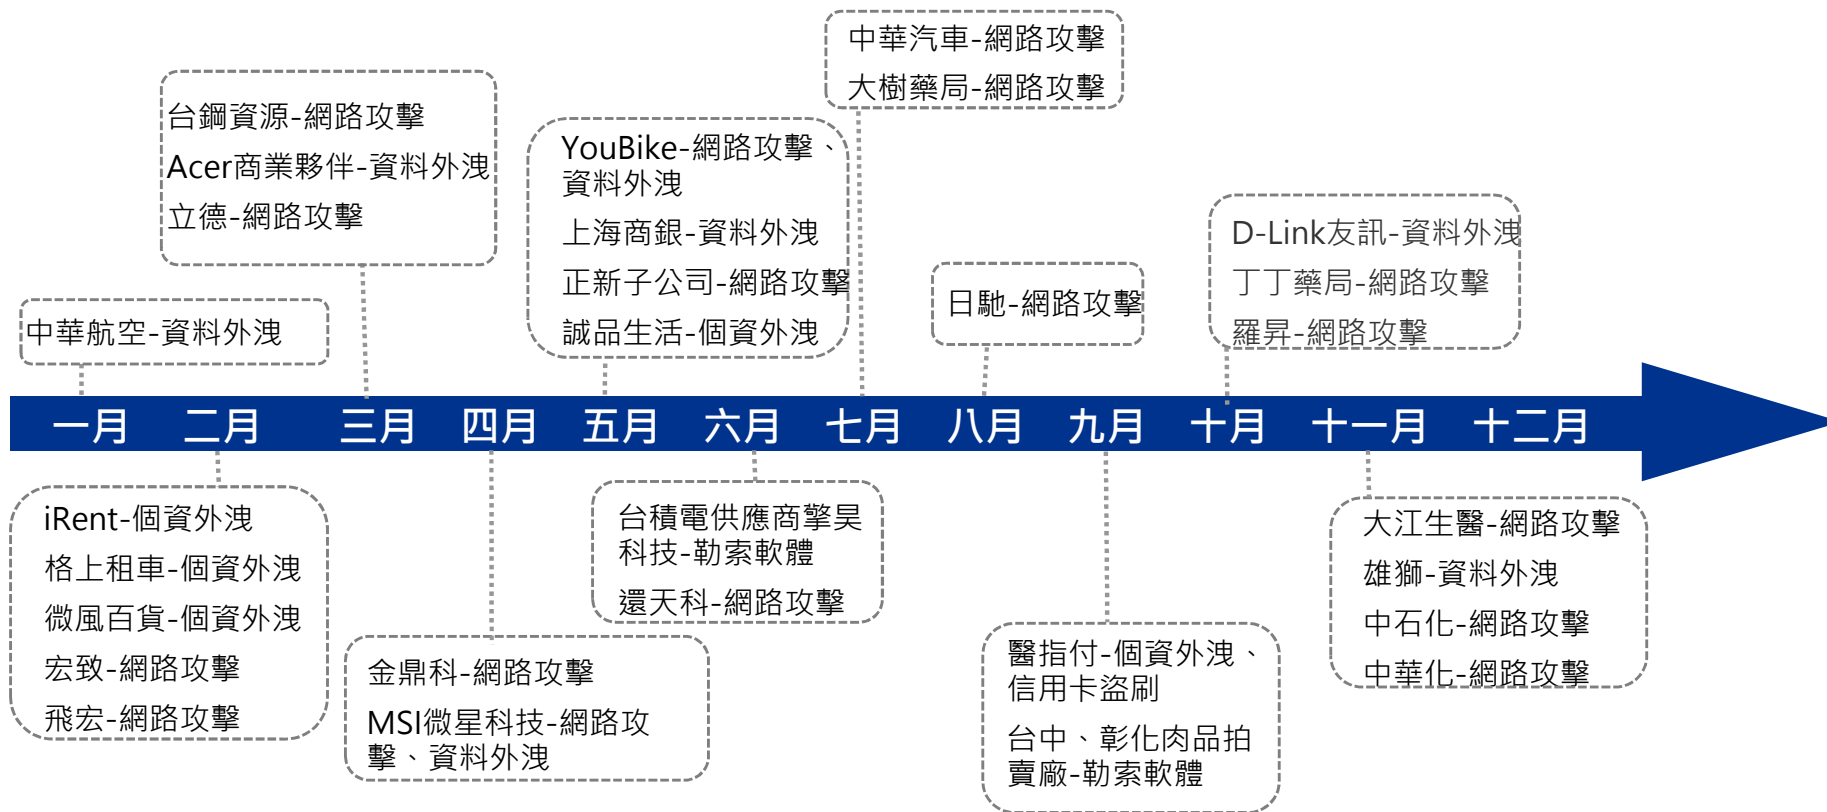 中華汽車-網路攻擊
大樹藥局-網路攻擊
台鋼資源-網路攻擊
Acer商業夥伴-資料外洩
立德-網路攻擊
YouBike-網路攻擊、
資料外洩
上海商銀-資料外洩
正新子公司-網路攻擊
誠品生活-個資外洩
D-Link友訊-資料外洩
丁丁藥局-網路攻擊
羅昇-網路攻擊
日馳-網路攻擊
中華航空-資料外洩
一月 二月 三月 四月 五月 六月 七月 八月 九月 十月 十一月 十二月
iRent-個資外洩
格上租車-個資外洩
微風百貨-個資外洩
宏致-網路攻擊
飛宏-網路攻擊
金鼎科-網路攻擊
MSI微星科技-網路攻
擊、資料外洩
台積電供應商擎昊
科技-勒索軟體
還天科-網路攻擊
醫指付-個資外洩、
信用卡盜刷
台中、彰化肉品拍
賣廠-勒索軟體
大江生醫-網路攻擊
雄獅-資料外洩
中石化-網路攻擊
中華化-網路攻擊